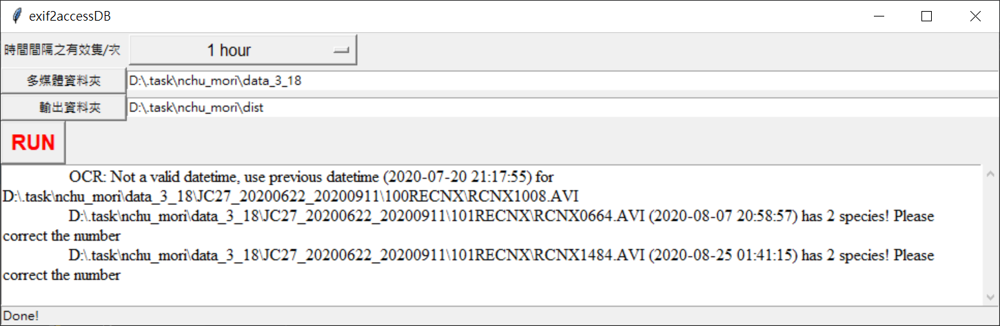 exif2accessDB
時間間隔之有效隻/次 1 hour
多媒體資料夾 D:\.task\nchu_mori\data_3_18
輸出資料夾 D:\.task\nchu_mori\dist
RUN
OCR: Not a valid datetime, use previous datetime (2020-07-20 21:17:55) for
D:\.task\nchu_mori\data_3_18\JC27_20200622_20200911\100RECNX\RCNX1008.AVI
D:\.task\nchu_mori\data_3_18\JC27_20200622_20200911\101RECNX\RCNX0664.AVI (2020-08-07 20:58:57) has 2 species! Please
correct the number
D:\.task\nchu_mori\data_3_18\JC27_20200622_20200911\101RECNX\RCNX1484.AVI (2020-08-25 01:41:15) has 2 species! Please
correct the number
Done!